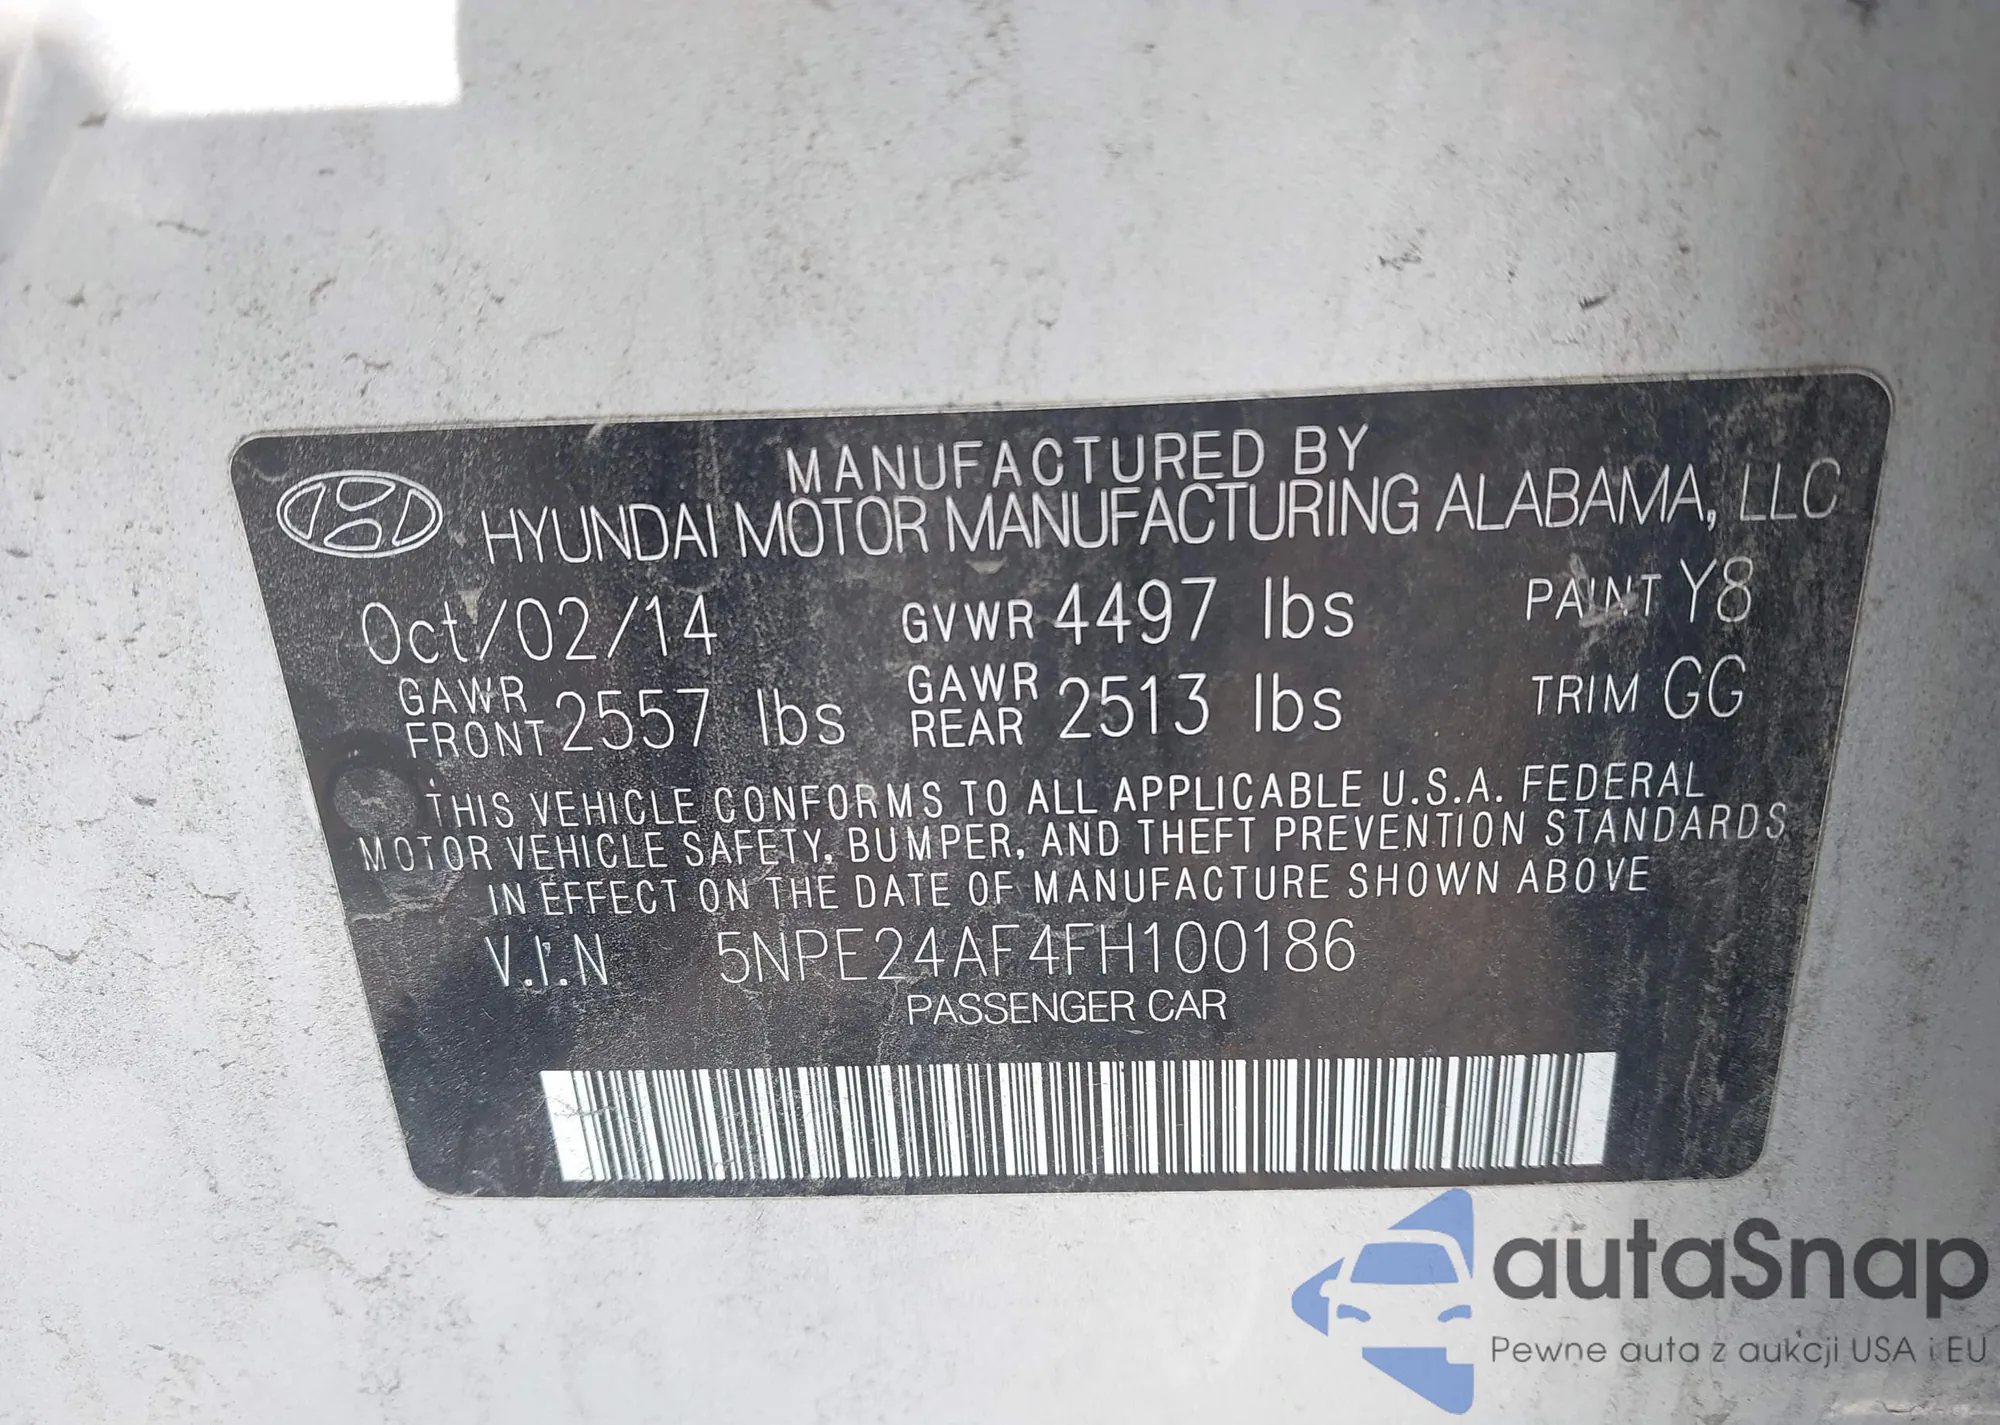 MANUFACTURED BY
HYUNDAI MOTOR MANUFACTURING ALABAMA, LLC
Oct/02/14 GVWR 4497 lbs PAINT Y8
GAWR FRONT 2557 lbs GAWR REAR 2513 lbs TRIM GG
THIS VEHICLE CONFORMS TO ALL APPLICABLE U.S.A. FEDERAL
MOTOR VEHICLE SAFETY, BUMPER, AND THEFT PREVENTION STANDARDS
IN EFFECT ON THE DATE OF MANUFACTURE SHOWN ABOVE
V.I.N 5NPE24AF4FH100186
PASSENGER CAR
autaSnap
Pewne auta z aukcji USA i EU